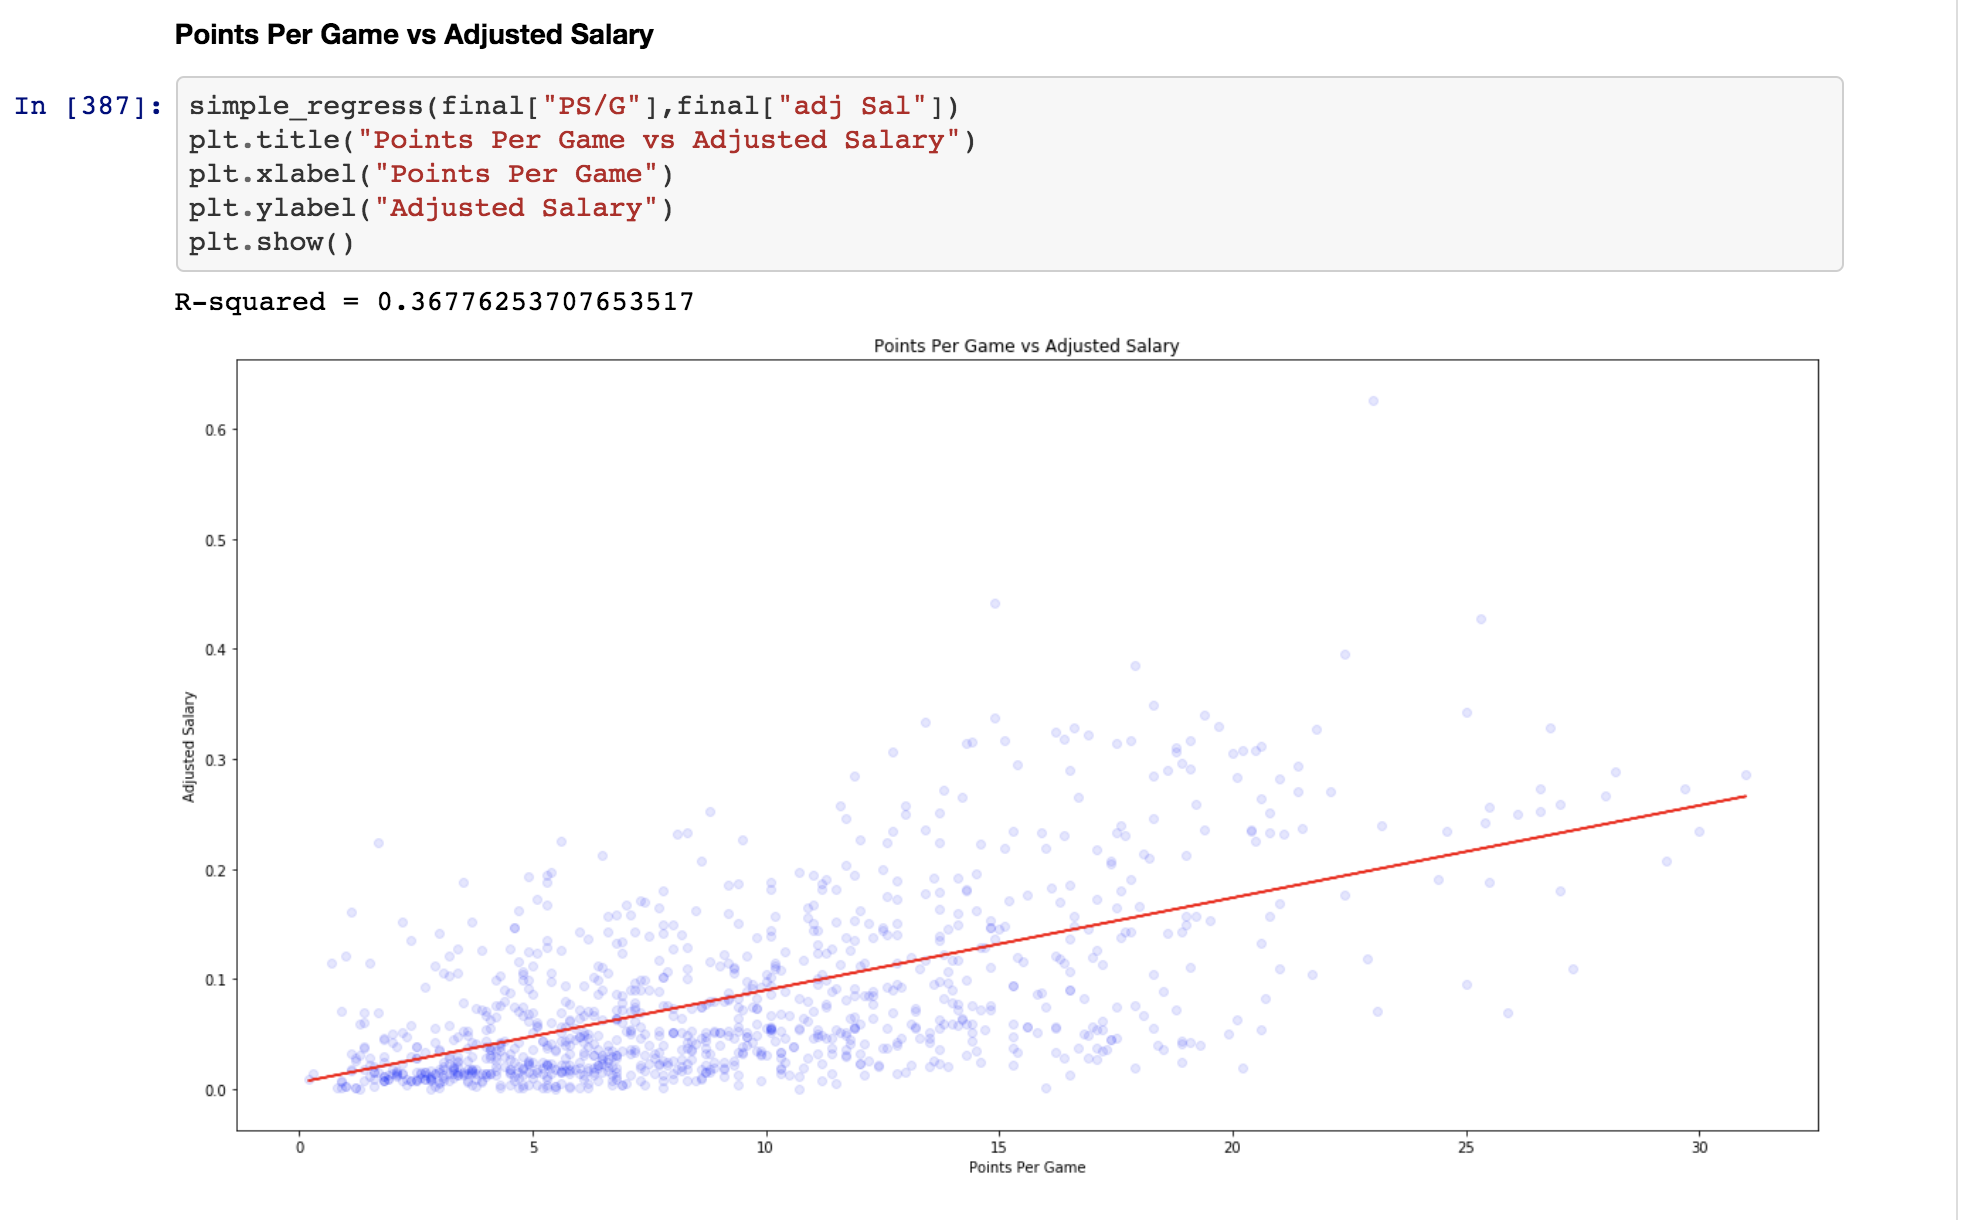 Points Per Game vs Adjusted Salary
In [387]:
simple_regress(final["PS/G"],final["adj Sal"])
plt.title("Points Per Game vs Adjusted Salary")
plt.xlabel("Points Per Game")
plt.ylabel("Adjusted Salary")
plt.show()
R-squared = 0.36776253707653517
Points Per Game vs Adjusted Salary
0.6
0.5
0.4
0.3
0.2
0.1
0.0
Adjusted Salary
0 5 10 15 20 25 30
Points Per Game